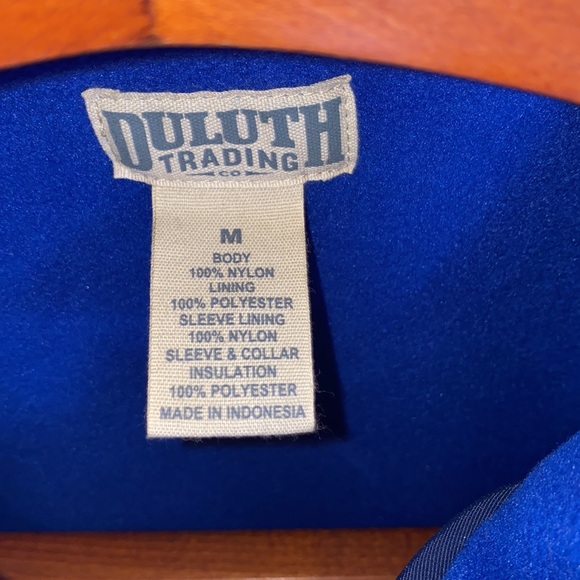 DULUTH
TRADING
CO
M
BODY
100% NYLON
LINING
100% POLYESTER
SLEEVE LINING
100% NYLON
SLEEVE & COLLAR
INSULATION
100% POLYESTER
MADE IN INDONESIA